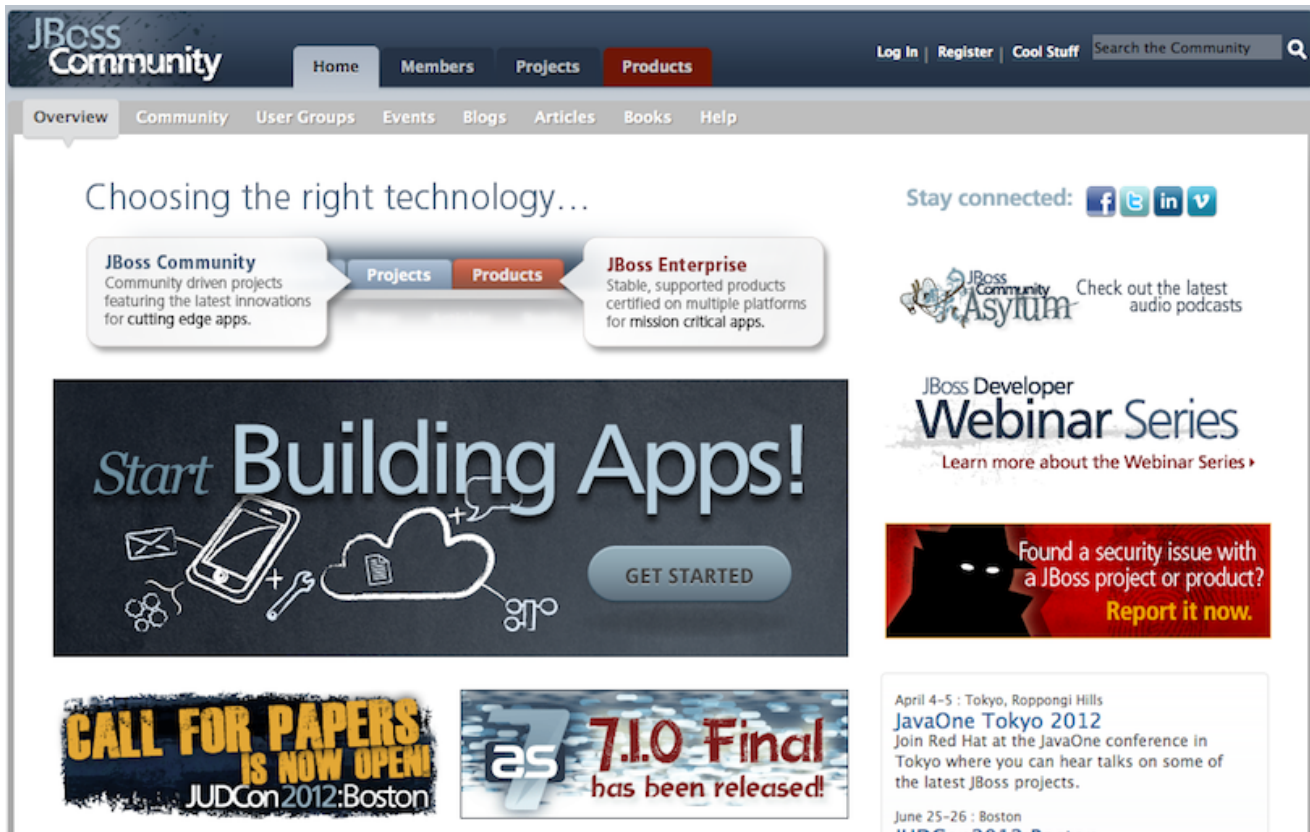 JBoss
Community
Home
Members
Projects
Products
Log In | Register | Cool Stuff
Search the Community
Overview
Community
User Groups
Events
Blogs
Articles
Books
Help
Choosing the right technology...
Stay connected:
JBoss Community
Community driven projects
featuring the latest innovations
for cutting edge apps.
Projects
Products
JBoss Enterprise
Stable, supported products
certified on multiple platforms
for mission critical apps.
JBoss
Community
Asylum
Check out the latest
audio podcasts
JBoss Developer
Webinar Series
Learn more about the Webinar Series
Start Building Apps!
GET STARTED
Found a security issue with
a JBoss project or product?
Report it now.
CALL FOR PAPERS
IS NOW OPEN!
JUDCon2012:Boston
as 7
7.1.0 Final
has been released!
April 4-5 : Tokyo, Roppongi Hills
JavaOne Tokyo 2012
Join Red Hat at the JavaOne conference in
Tokyo where you can hear talks on some of
the latest JBoss projects.
June 25-26 : Boston
JUDCon 2012 Boston